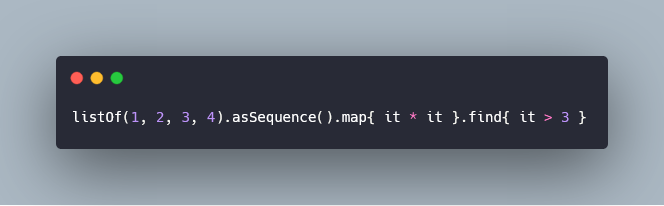 listOf(1, 2, 3, 4).asSequence().map{ it * it }.find{ it > 3 }